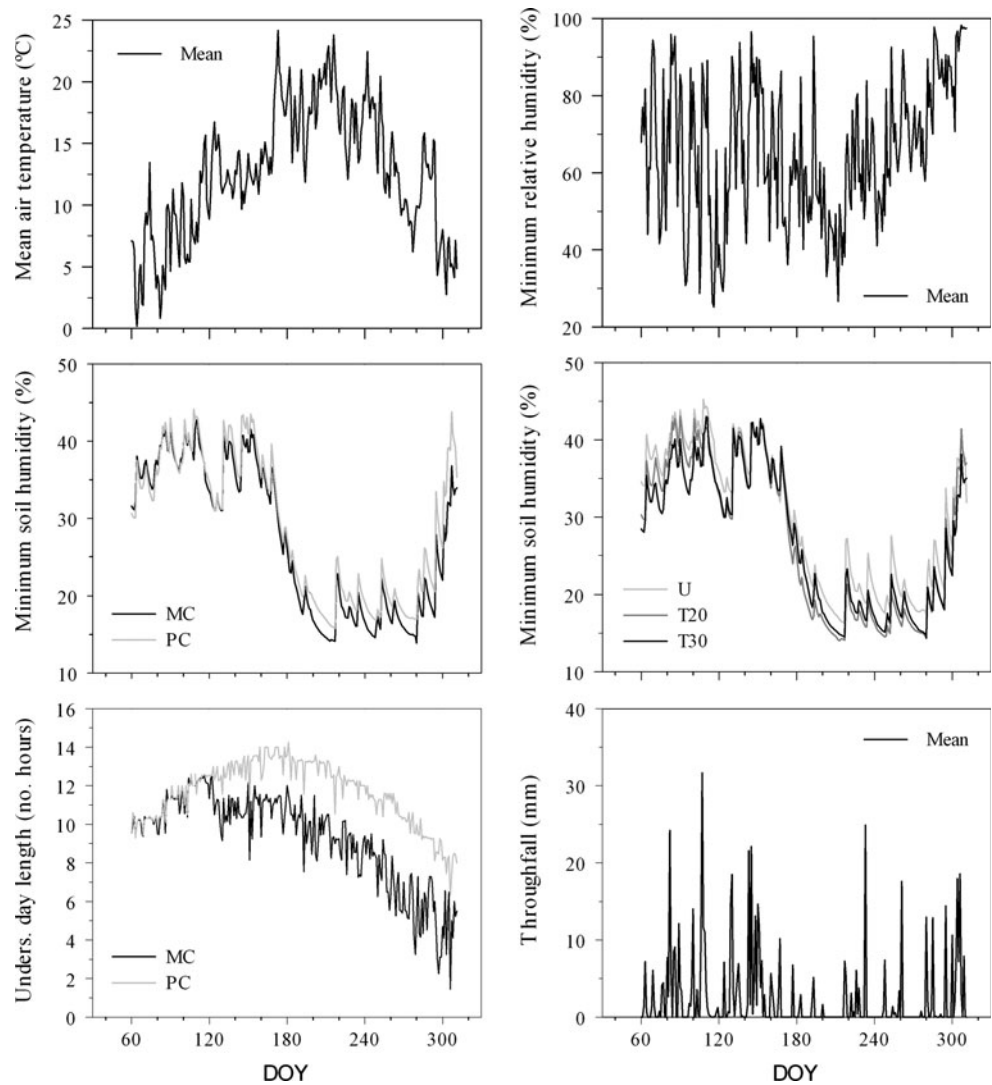 Mean air temperature (ºC)
25
20
15
10
5
0
Mean
Minimum relative humidity (%)
100
80
60
40
20
Mean
Minimum soil humidity (%)
50
40
30
20
10
MC
PC
Minimum soil humidity (%)
50
40
30
20
10
U
T20
T30
Unders. day length (no. hours)
16
14
12
10
8
6
4
2
0
MC
PC
60 120 180 240 300
DOY
Throughfall (mm)
40
30
20
10
0
Mean
60 120 180 240 300
DOY